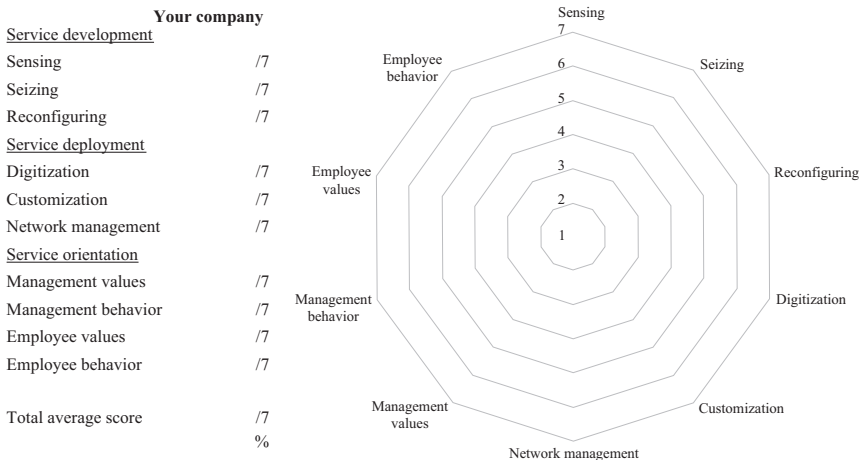 Your company
Service development
Sensing /7
Seizing /7
Reconfiguring /7
Service deployment
Digitization /7
Customization /7
Network management /7
Service orientation
Management values /7
Management behavior /7
Employee values /7
Employee behavior /7
Total average score /7
%
Sensing
7
6
5
4
3
2
1
Seizing
Reconfiguring
Digitization
Customization
Network management
Management
values
Management
behavior
Employee
values
Employee
behavior